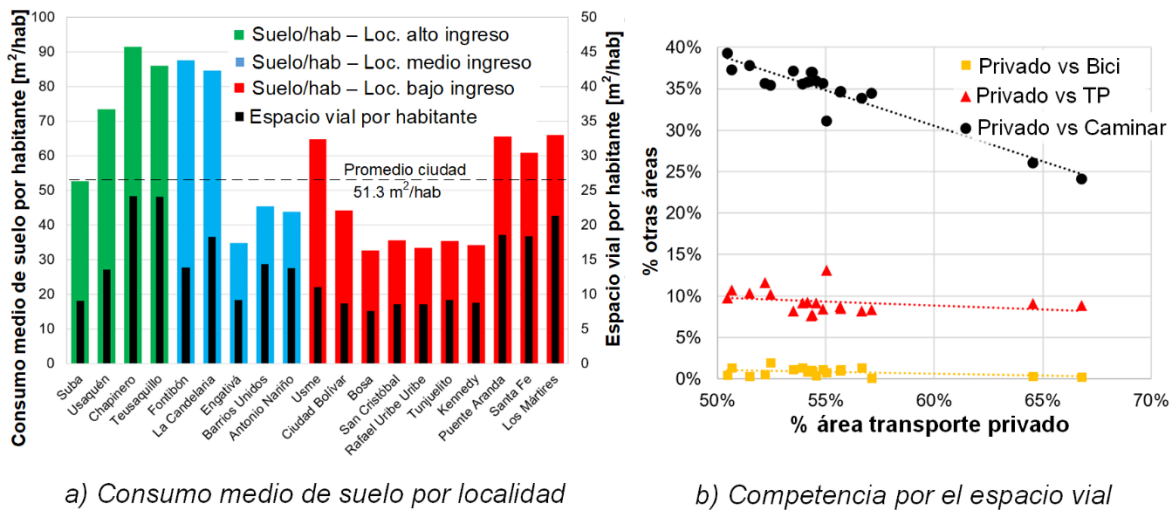 Consumo medio de suelo por habitante [m²/hab]
100
90
80
70
60
50
40
30
20
10
0
Suelo/hab – Loc. alto ingreso
Suelo/hab – Loc. medio ingreso
Suelo/hab – Loc. bajo ingreso
Espacio vial por habitante
Promedio ciudad
51.3 m²/hab
50
45
40
35
30
25
20
15
10
5
0
Espacio vial por habitante [m²/hab]
Suba
Usaquén
Chapinero
Teusaquillo
Fontibón
La Candelaria
Engativá
Barrios Unidos
Antonio Nariño
Usme
Ciudad Bolívar
Bosa
San Cristóbal
Rafael Uribe Uribe
Tunjuelito
Kennedy
Puente Aranda
Santa Fe
Los Mártires
a) Consumo medio de suelo por localidad
% otras áreas
40%
35%
30%
25%
20%
15%
10%
5%
0%
Privado vs Bici
Privado vs TP
Privado vs Caminar
50%
55%
60%
65%
70%
% área transporte privado
b) Competencia por el espacio vial